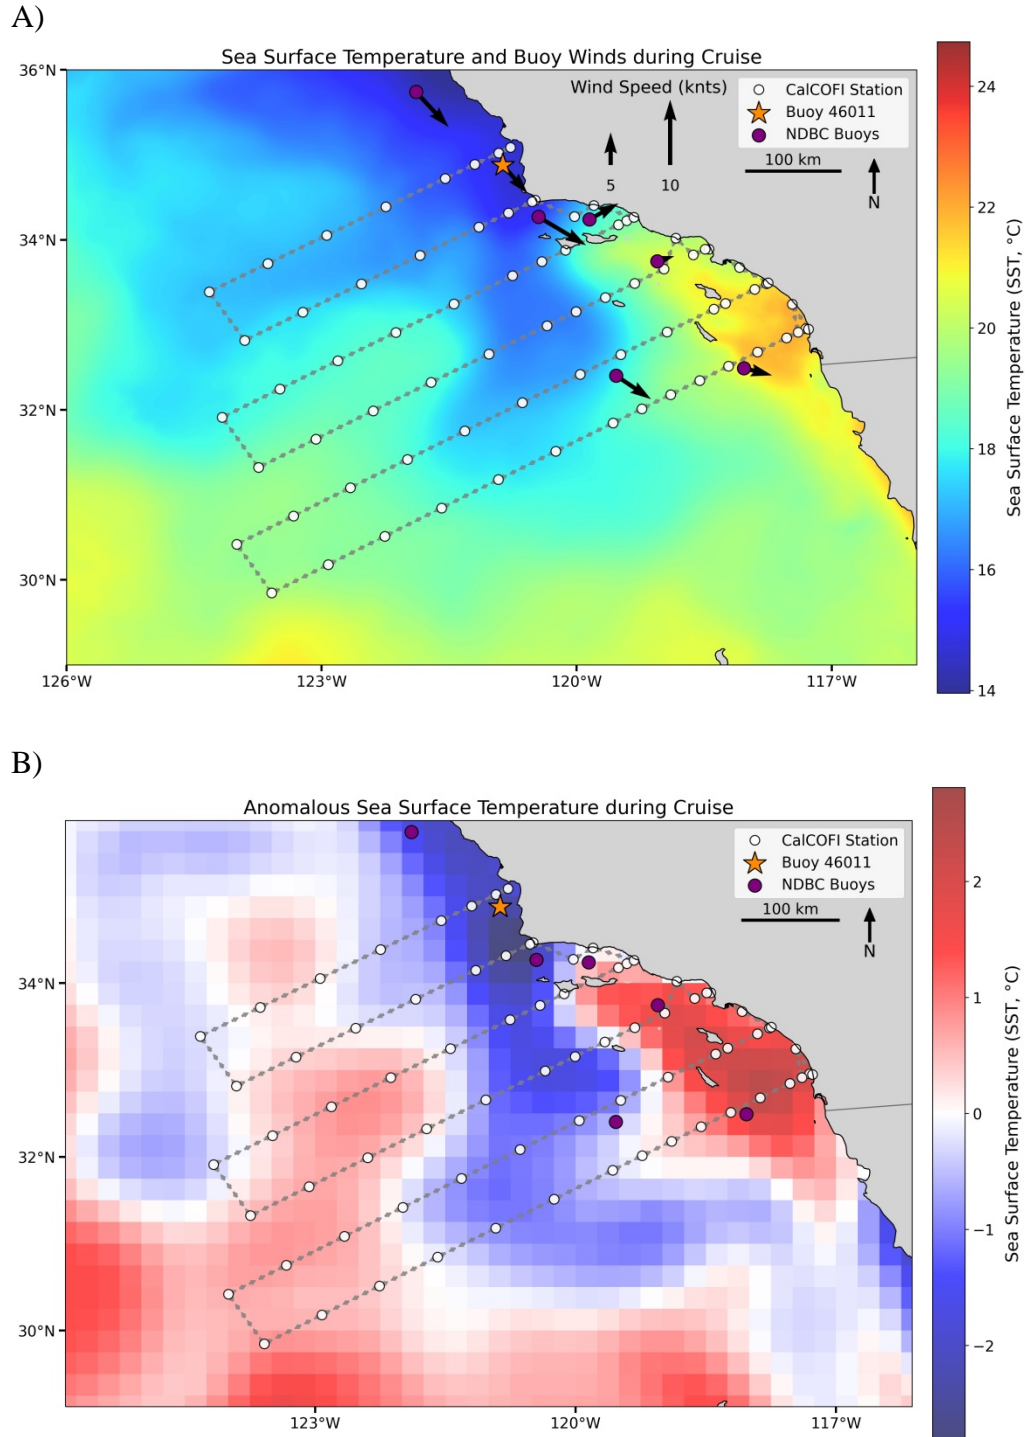 A)
Sea Surface Temperature and Buoy Winds during Cruise
36°N
34°N
32°N
30°N
126°W
123°W
120°W
117°W
Wind Speed (knts)
5
10
CalCOFI Station
Buoy 46011
NDBC Buoys
100 km
N
24
22
20
18
16
14
Sea Surface Temperature (SST, °C)
B)
Anomalous Sea Surface Temperature during Cruise
34°N
32°N
30°N
123°W
120°W
117°W
CalCOFI Station
Buoy 46011
NDBC Buoys
100 km
N
2
1
0
−1
−2
Sea Surface Temperature (SST, °C)